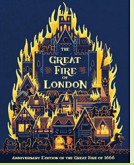 THE
GREAT
FIRE
OF
LONDON
ANNIVERSARY EDITION OF THE GREAT FIRE OF 1666